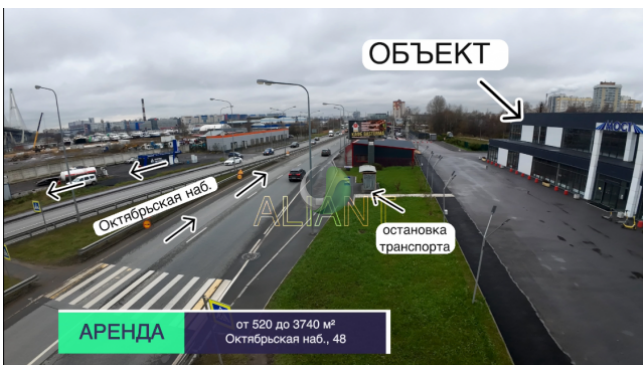 ОБЪЕКТ
Октябрьская наб.
ALIANT
остановка
транспорта
АРЕНДА
от 520 до 3740 м²
Октябрьская наб., 48